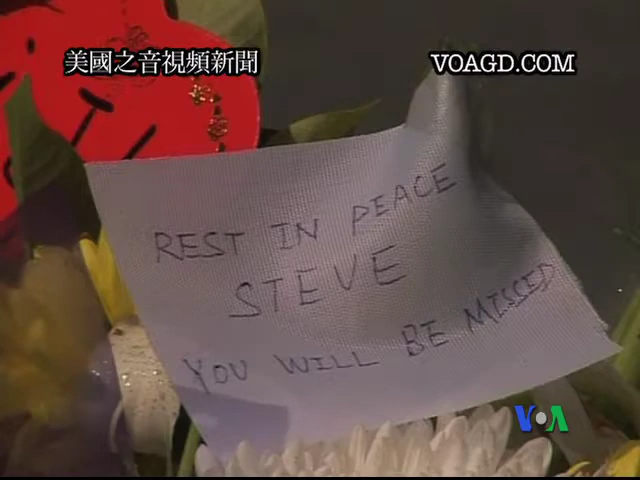 美國之音視頻新聞
VOAGD.COM
REST IN PEACE
STEVE
YOU WILL BE MISSED
VOA